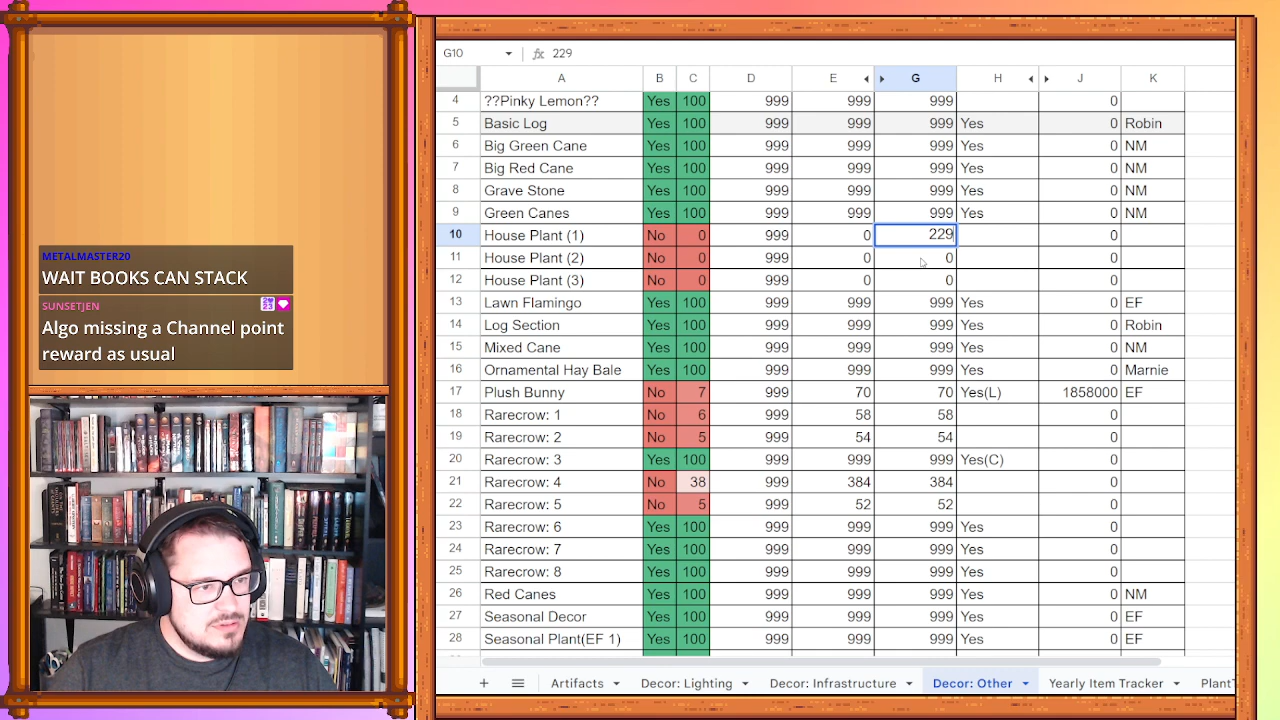 G10 fx 229
A B C D E G H J K
4 ??Pinky Lemon?? Yes 100 999 999 999 0
5 Basic Log Yes 100 999 999 999 Yes 0 Robin
6 Big Green Cane Yes 100 999 999 999 Yes 0 NM
7 Big Red Cane Yes 100 999 999 999 Yes 0 NM
8 Grave Stone Yes 100 999 999 999 Yes 0 NM
9 Green Canes Yes 100 999 999 999 Yes 0 NM
10 House Plant (1) No 0 999 0 229 0
11 House Plant (2) No 0 999 0 0 0
12 House Plant (3) No 0 999 0 0 0
13 Lawn Flamingo Yes 100 999 999 999 Yes 0 EF
14 Log Section Yes 100 999 999 999 Yes 0 Robin
15 Mixed Cane Yes 100 999 999 999 Yes 0 NM
16 Ornamental Hay Bale Yes 100 999 999 999 Yes 0 Marnie
17 Plush Bunny No 7 999 70 70 Yes(L) 1858000 EF
18 Rarecrow: 1 No 6 999 58 58 0
19 Rarecrow: 2 No 5 999 54 54 0
20 Rarecrow: 3 Yes 100 999 999 999 Yes(C) 0
21 Rarecrow: 4 No 38 999 384 384 0
22 Rarecrow: 5 No 5 999 52 52 0
23 Rarecrow: 6 Yes 100 999 999 999 Yes 0
24 Rarecrow: 7 Yes 100 999 999 999 Yes 0
25 Rarecrow: 8 Yes 100 999 999 999 Yes 0
26 Red Canes Yes 100 999 999 999 Yes 0 NM
27 Seasonal Decor Yes 100 999 999 999 Yes 0 EF
28 Seasonal Plant(EF 1) Yes 100 999 999 999 Yes 0 EF
Artifacts Decor: Lighting Decor: Infrastructure Decor: Other Yearly Item Tracker PlantT
METALMASTER20
WAIT BOOKS CAN STACK
SUNSETJEN
Algo missing a Channel point
reward as usual